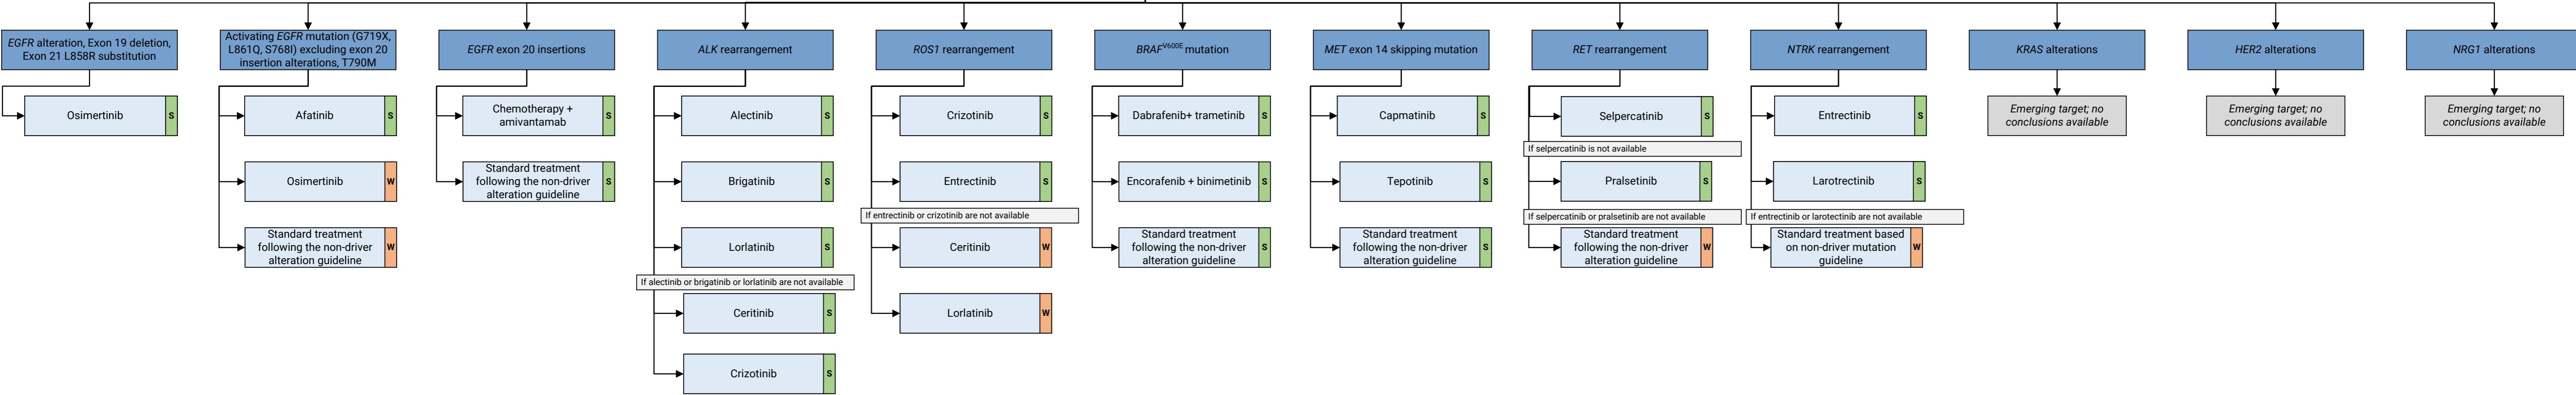 EGFR alteration, Exon 19 deletion,
Exon 21 L858R substitution
Osimertinib
S
Activating EGFR mutation (G719X,
L861Q, S768I) excluding exon 20
insertion alterations, T790M
Afatinib
S
Osimertinib
W
Standard treatment
following the non-driver
alteration guideline
W
EGFR exon 20 insertions
Chemotherapy +
amivantamab
S
Standard treatment
following the non-driver
alteration guideline
S
ALK rearrangement
Alectinib
S
Brigatinib
S
Lorlatinib
S
If alectinib or brigatinib or lorlatinib are not available
Ceritinib
S
Crizotinib
S
ROS1 rearrangement
Crizotinib
S
Entrectinib
S
If entrectinib or crizotinib are not available
Ceritinib
W
Lorlatinib
W
BRAFV600E mutation
Dabrafenib+ trametinib
S
Encorafenib + binimetinib
S
Standard treatment
following the non-driver
alteration guideline
S
MET exon 14 skipping mutation
Capmatinib
S
Tepotinib
S
Standard treatment
following the non-driver
alteration guideline
S
RET rearrangement
Selpercatinib
S
If selpercatinib is not available
Pralsetinib
S
If selpercatinib or pralsetinib are not available
Standard treatment
following the non-driver
alteration guideline
W
NTRK rearrangement
Entrectinib
S
Larotrectinib
S
If entrectinib or larotectinib are not available
Standard treatment based
on non-driver mutation
guideline
W
KRAS alterations
Emerging target; no
conclusions available
HER2 alterations
Emerging target; no
conclusions available
NRG1 alterations
Emerging target; no
conclusions available